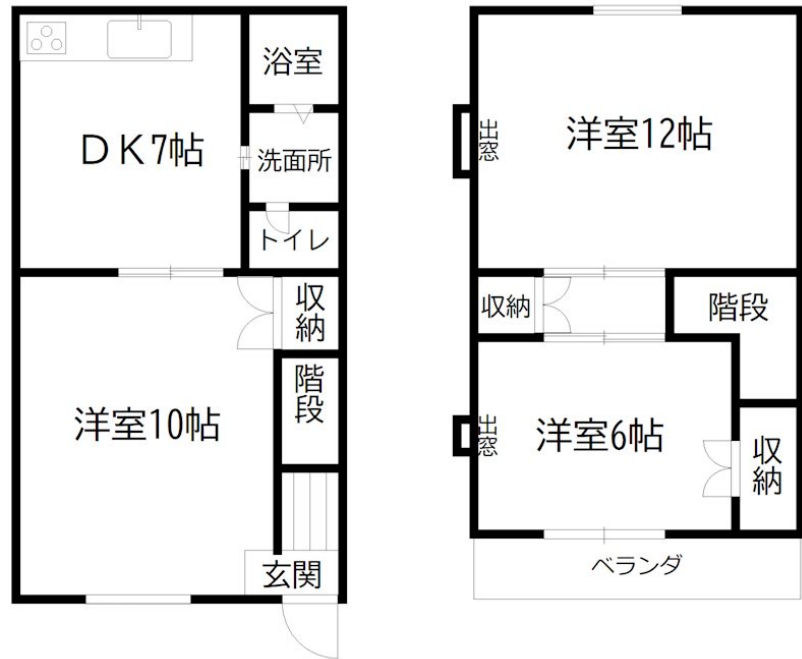 浴室
ＤＫ7帖
洗面所
トイレ
収納
階段
洋室10帖
玄関
洋室12帖
出窓
収納
階段
洋室6帖
出窓
収納
ベランダ